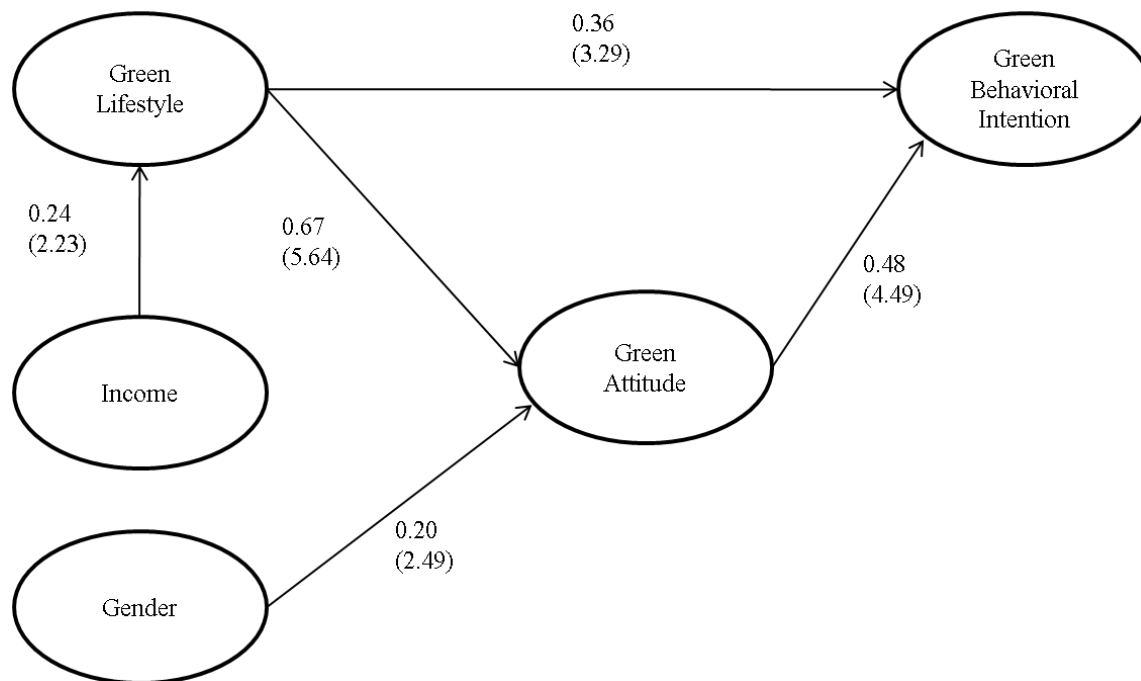 0.36
(3.29)
Green
Lifestyle
Green
Behavioral
Intention
0.24
(2.23)
0.67
(5.64)
0.48
(4.49)
Green
Attitude
Income
0.20
(2.49)
Gender